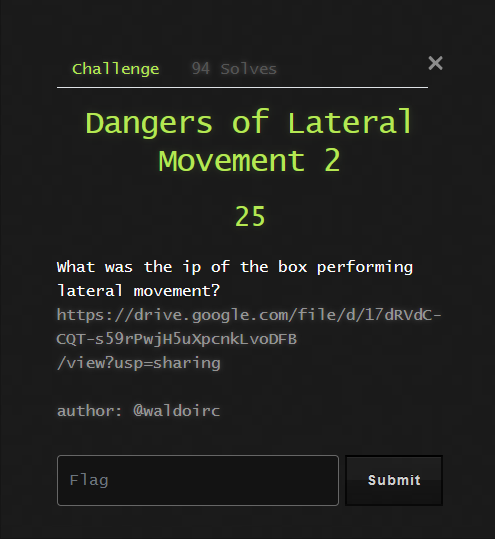 Challenge
94 Solves
×
Dangers of Lateral
Movement 2
25
What was the ip of the box performing
lateral movement?
https://drive.google.com/file/d/17dRVdC-
CQT-s59rPwjH5uXpcnkLvoDFB
/view?usp=sharing
author: @waldoirc
Flag
Submit